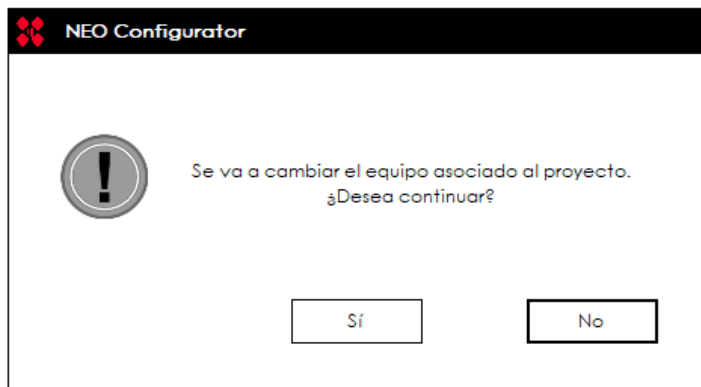 NEO Configurator
Se va a cambiar el equipo asociado al proyecto.
¿Desea continuar?
Sí
No